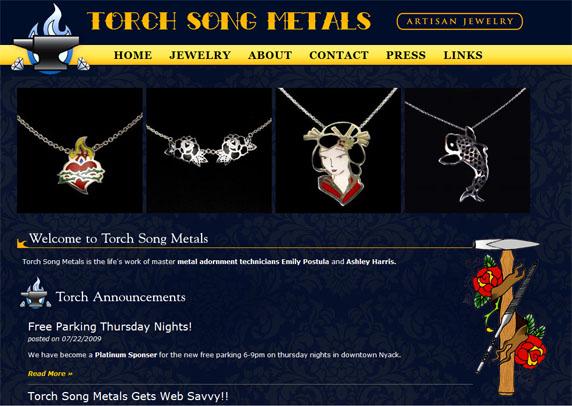 TORCH SONG METALS
ARTISAN JEWELRY
HOME JEWELRY ABOUT CONTACT PRESS LINKS
Welcome to Torch Song Metals
Torch Song Metals is the life's work of master metal adornment technicians Emily Postula and Ashley Harris.
Torch Announcements
Free Parking Thursday Nights!
posted on 07/22/2009
We have become a Platinum Sponser for the new free parking 6-9pm on thursday nights in downtown Nyack.
Read More »
Torch Song Metals Gets Web Savvy!!